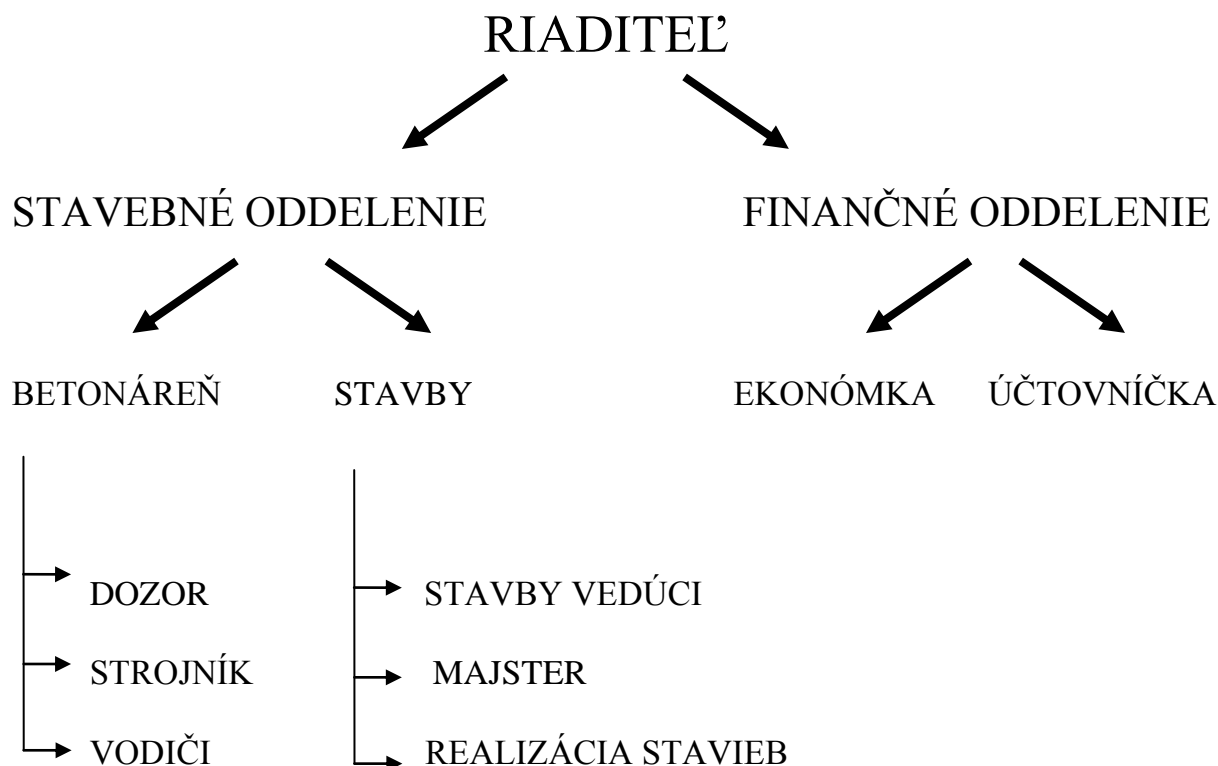 RIADITEĽ
STAVEBNÉ ODDELENIE FINANČNÉ ODDELENIE
BETONÁREŇ STAVBY EKONÓMKA ÚČTOVNÍČKA
DOZOR STAVBY VEDÚCI
STROJNÍK MAJSTER
VODIČI REALIZÁCIA STAVIEB